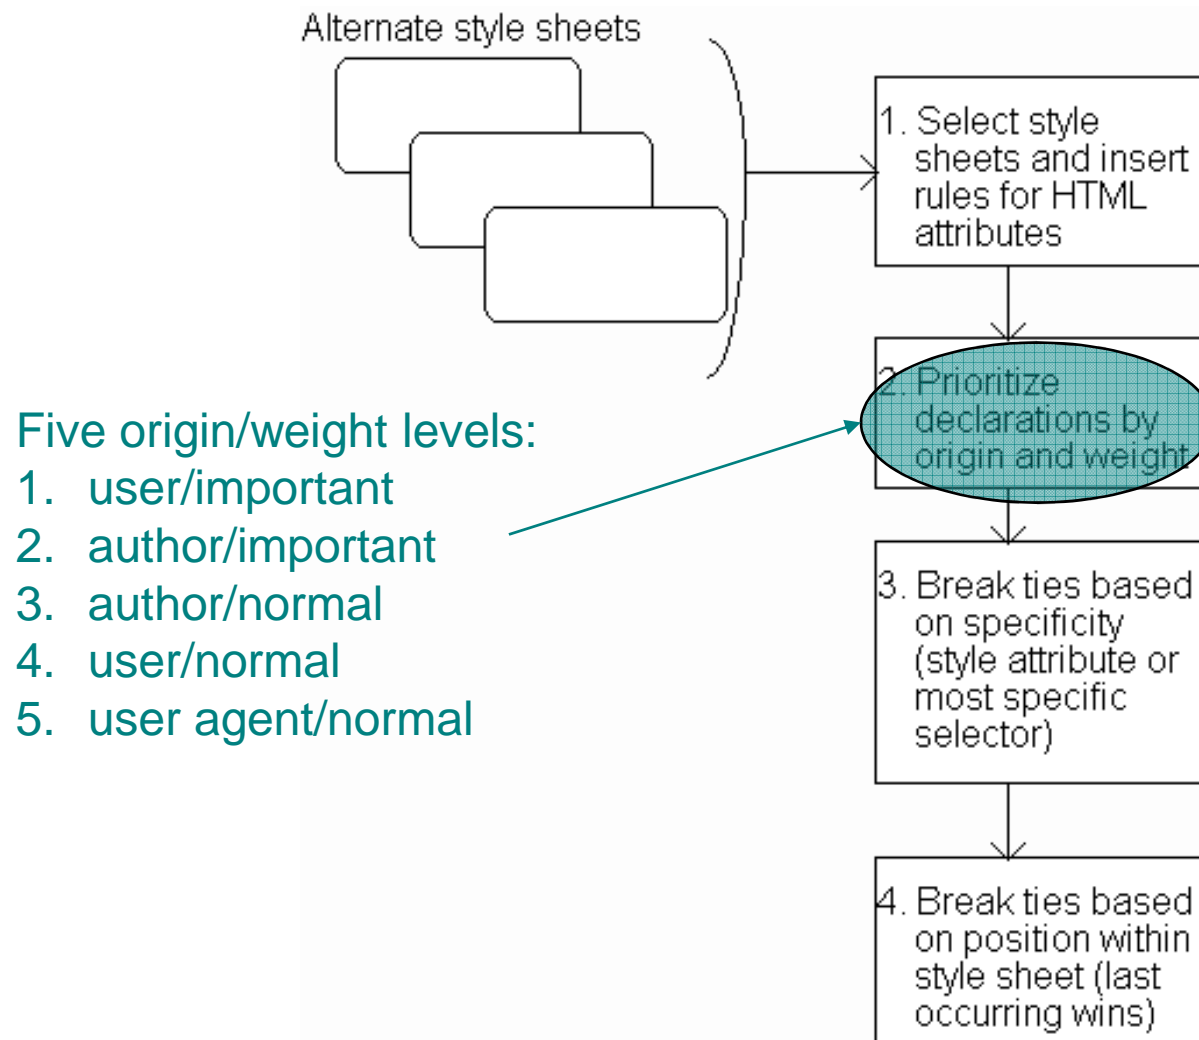 Alternate style sheets
1. Select style
sheets and insert
rules for HTML
attributes
2. Prioritize
declarations by
origin and weight
Five origin/weight levels:
1. user/important
2. author/important
3. author/normal
4. user/normal
5. user agent/normal
3. Break ties based
on specificity
(style attribute or
most specific
selector)
4. Break ties based
on position within
style sheet (last
occurring wins)